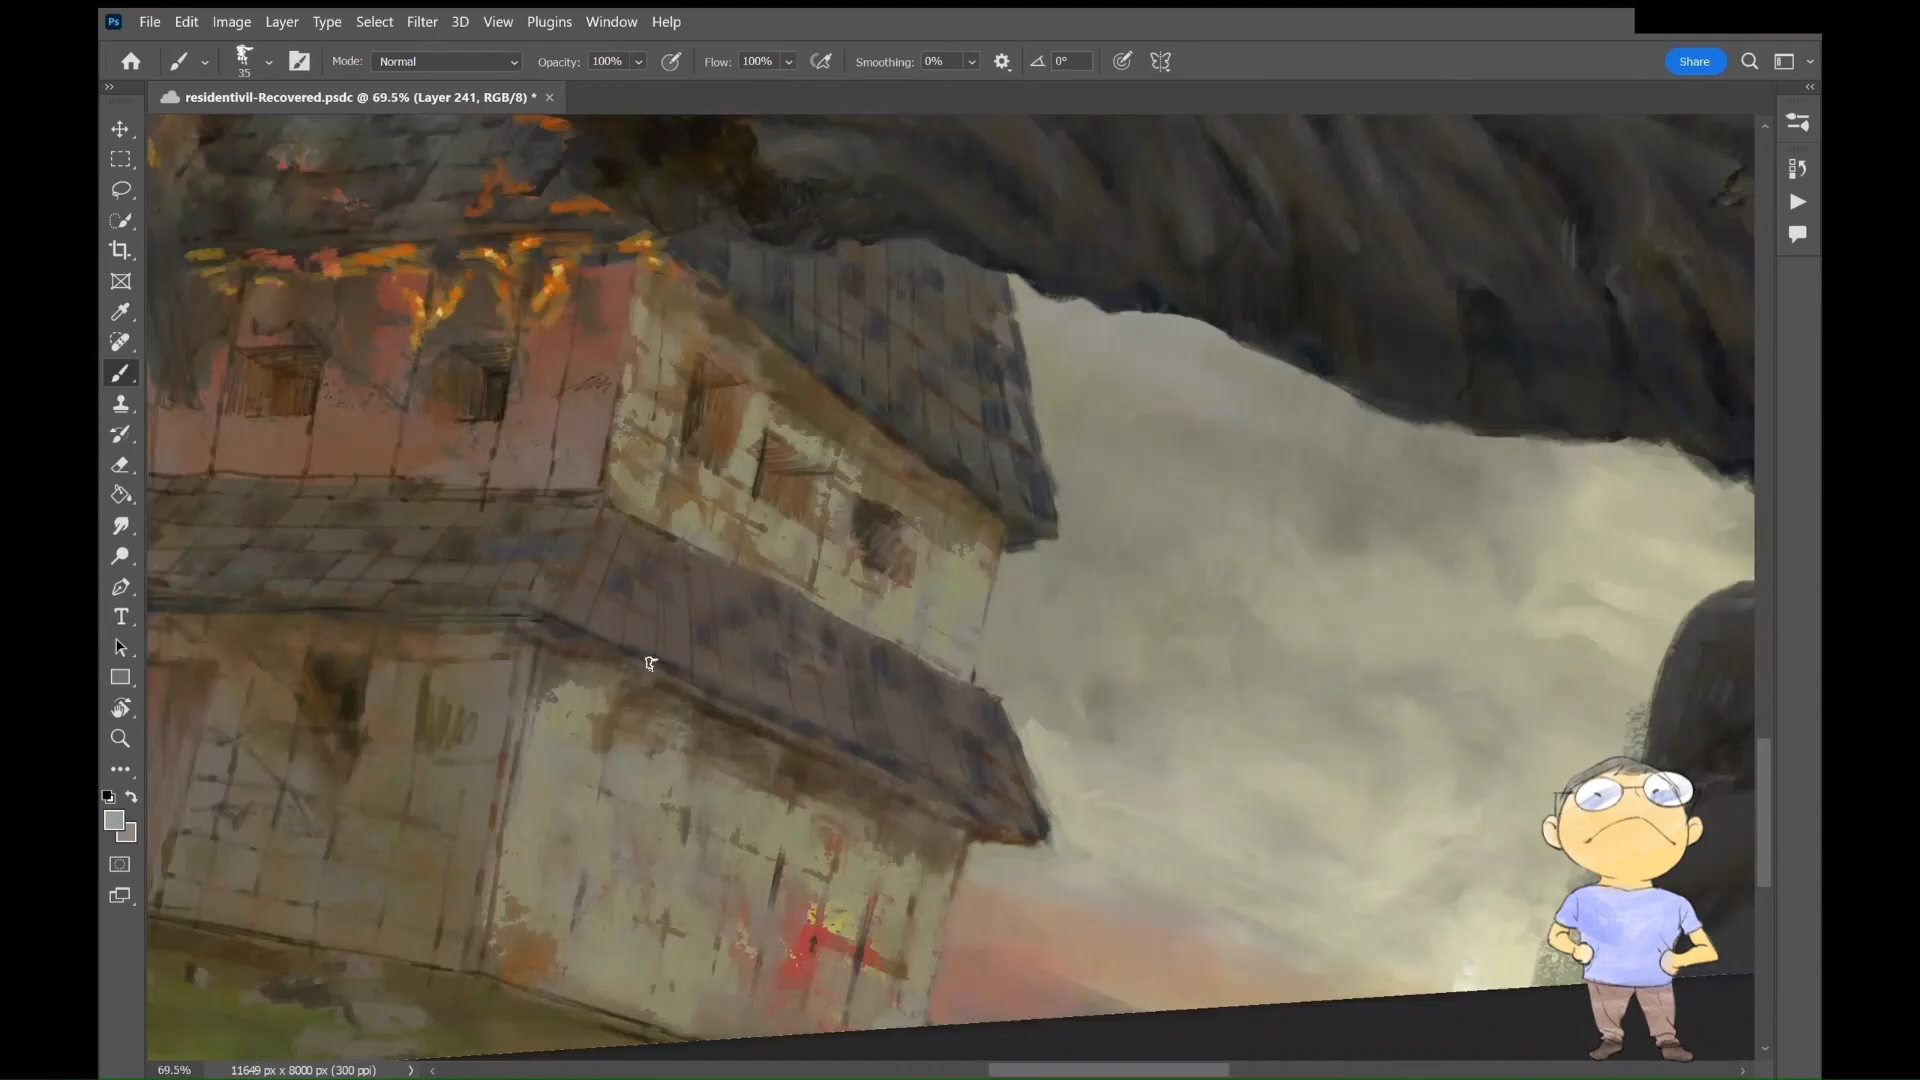 Ps File Edit Image Layer Type Select Filter 3D View Plugins Window Help
35 Mode: Normal Opacity: 100% Flow: 100% Smoothing: 0% 0° Share
residentivil-Recovered.psdc @ 69.5% (Layer 241, RGB/8) *
69.5% 11649 px x 8000 px (300 ppi)